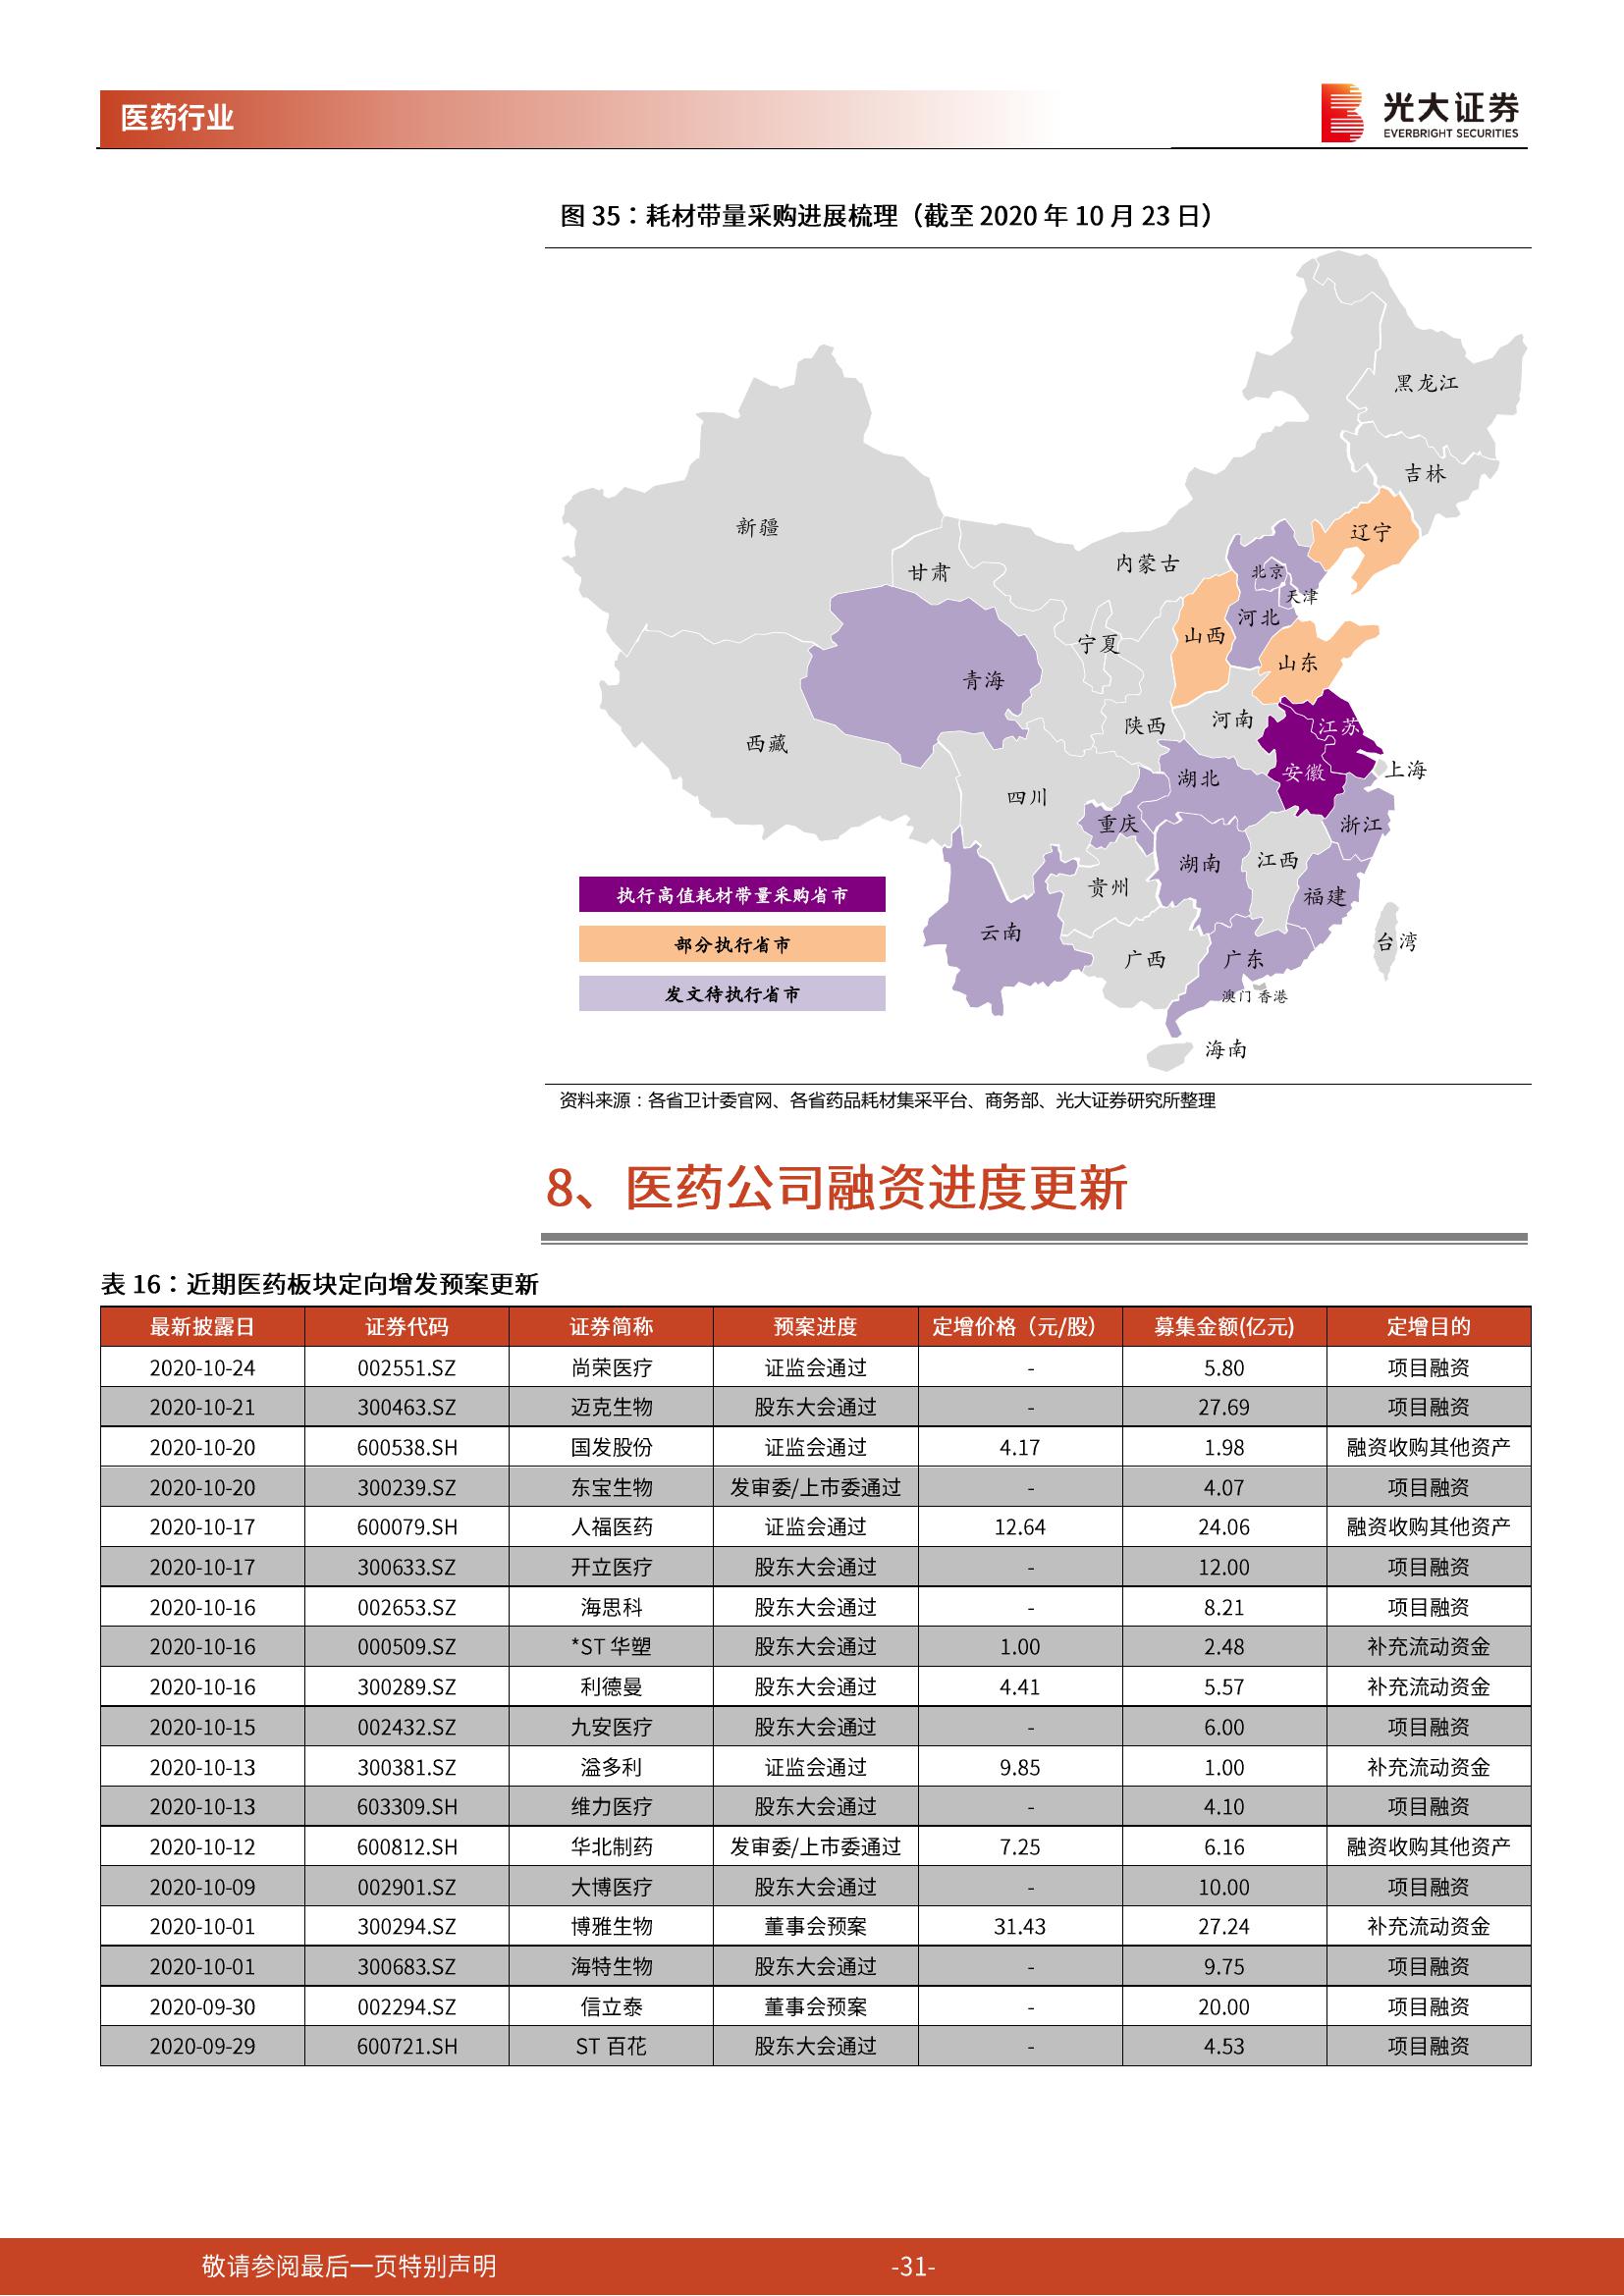 医药行业
光大证券
EVERBRIGHT SECURITIES
图 35：耗材带量采购进展梳理（截至 2020 年 10 月 23 日）
黑龙江
吉林
辽宁
新疆
甘肃
内蒙古
北京
天津
河北
山西
宁夏
山东
青海
陕西
河南
江苏
西藏
安徽
上海
湖北
四川
重庆
浙江
湖南
江西
贵州
福建
云南
广西
广东
台湾
澳门 香港
海南
执行高值耗材带量采购省市
部分执行省市
发文待执行省市
资料来源：各省卫计委官网、各省药品耗材集采平台、商务部、光大证券研究所整理
8、医药公司融资进度更新
表 16：近期医药板块定向增发预案更新
最新披露日 证券代码 证券简称 预案进度 定增价格（元/股） 募集金额(亿元) 定增目的
2020-10-24 002551.SZ 尚荣医疗 证监会通过 - 5.80 项目融资
2020-10-21 300463.SZ 迈克生物 股东大会通过 - 27.69 项目融资
2020-10-20 600538.SH 国发股份 证监会通过 4.17 1.98 融资收购其他资产
2020-10-20 300239.SZ 东宝生物 发审委/上市委通过 - 4.07 项目融资
2020-10-17 600079.SH 人福医药 证监会通过 12.64 24.06 融资收购其他资产
2020-10-17 300633.SZ 开立医疗 股东大会通过 - 12.00 项目融资
2020-10-16 002653.SZ 海思科 股东大会通过 - 8.21 项目融资
2020-10-16 000509.SZ *ST 华塑 股东大会通过 1.00 2.48 补充流动资金
2020-10-16 300289.SZ 利德曼 股东大会通过 4.41 5.57 补充流动资金
2020-10-15 002432.SZ 九安医疗 股东大会通过 - 6.00 项目融资
2020-10-13 300381.SZ 溢多利 证监会通过 9.85 1.00 补充流动资金
2020-10-13 603309.SH 维力医疗 股东大会通过 - 4.10 项目融资
2020-10-12 600812.SH 华北制药 发审委/上市委通过 7.25 6.16 融资收购其他资产
2020-10-09 002901.SZ 大博医疗 股东大会通过 - 10.00 项目融资
2020-10-01 300294.SZ 博雅生物 董事会预案 31.43 27.24 补充流动资金
2020-10-01 300683.SZ 海特生物 股东大会通过 - 9.75 项目融资
2020-09-30 002294.SZ 信立泰 董事会预案 - 20.00 项目融资
2020-09-29 600721.SH ST 百花 股东大会通过 - 4.53 项目融资
敬请参阅最后一页特别声明 -31-